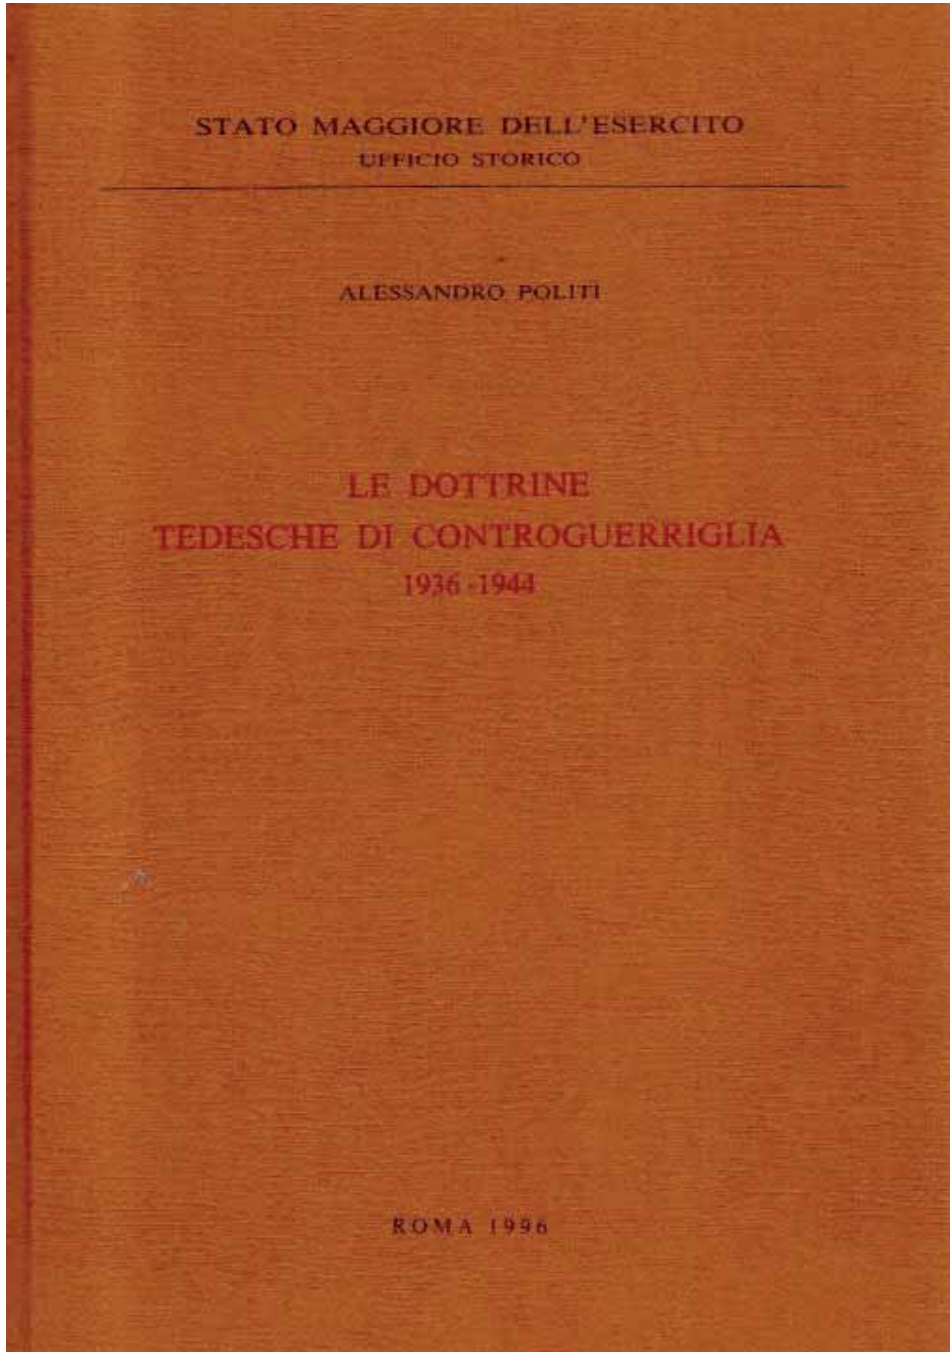 STATO MAGGIORE DELL'ESERCITO
UFFICIO STORICO
ALESSANDRO POLITI
LE DOTTRINE
TEDESCHE DI CONTROGUERRIGLIA
1936-1944
ROMA 1996